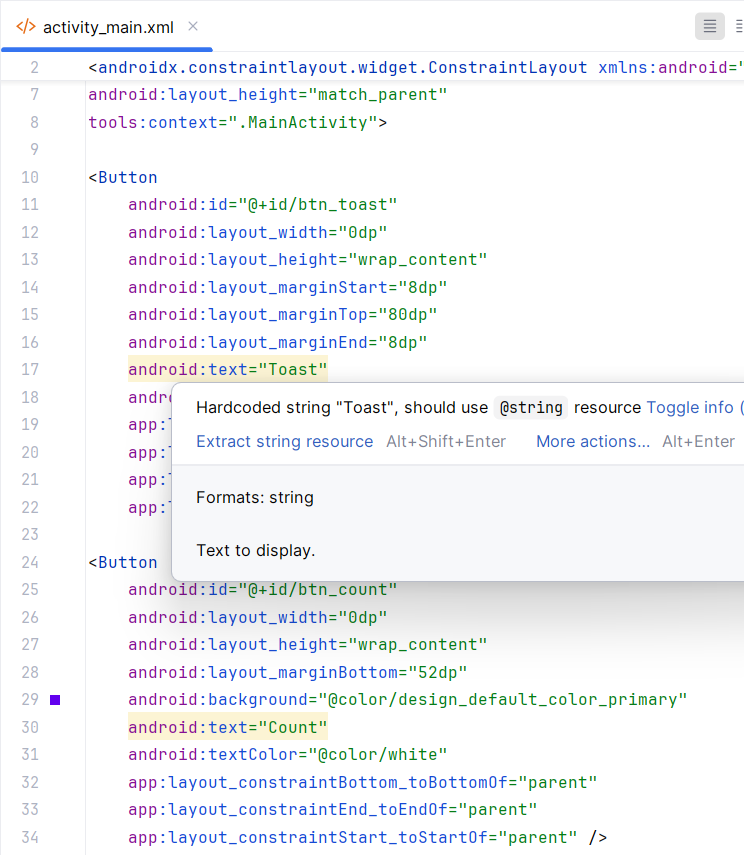 </> activity_main.xml
2 <androidx.constraintlayout.widget.ConstraintLayout xmlns:android="
7 android:layout_height="match_parent"
8 tools:context=".MainActivity">
9
10 <Button
11 android:id="@+id/btn_toast"
12 android:layout_width="0dp"
13 android:layout_height="wrap_content"
14 android:layout_marginStart="8dp"
15 android:layout_marginTop="80dp"
16 android:layout_marginEnd="8dp"
17 android:text="Toast"
18 andro
Hardcoded string "Toast", should use @string resource Toggle info (
19 app:
20 app:
Extract string resource Alt+Shift+Enter More actions... Alt+Enter
21 app:
22 app:
Formats: string
23
Text to display.
24 <Button
25 android:id="@+id/btn_count"
26 android:layout_width="0dp"
27 android:layout_height="wrap_content"
28 android:layout_marginBottom="52dp"
29 android:background="@color/design_default_color_primary"
30 android:text="Count"
31 android:textColor="@color/white"
32 app:layout_constraintBottom_toBottomOf="parent"
33 app:layout_constraintEnd_toEndOf="parent"
34 app:layout_constraintStart_toStartOf="parent" />